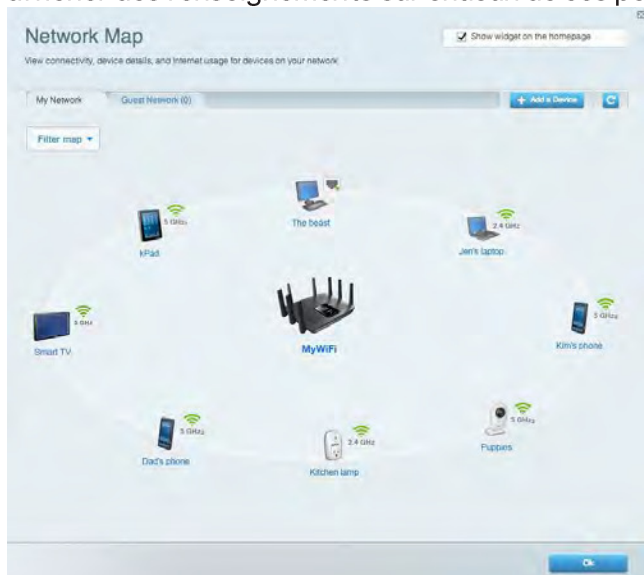 Network Map
Show widget on the homepage
View connectivity, device details, and Internet usage for devices on your network
My Network
Guest Network (0)
+ Add a Device
Filter map
The beast
5 GHz
kPad
2.4 GHz
Jen's laptop
5 GHz
Smart TV
MyWiFi
5 GHz
Kim's phone
5 GHz
Dad's phone
2.4 GHz
Kitchen lamp
5 GHz
Puppies
Ok